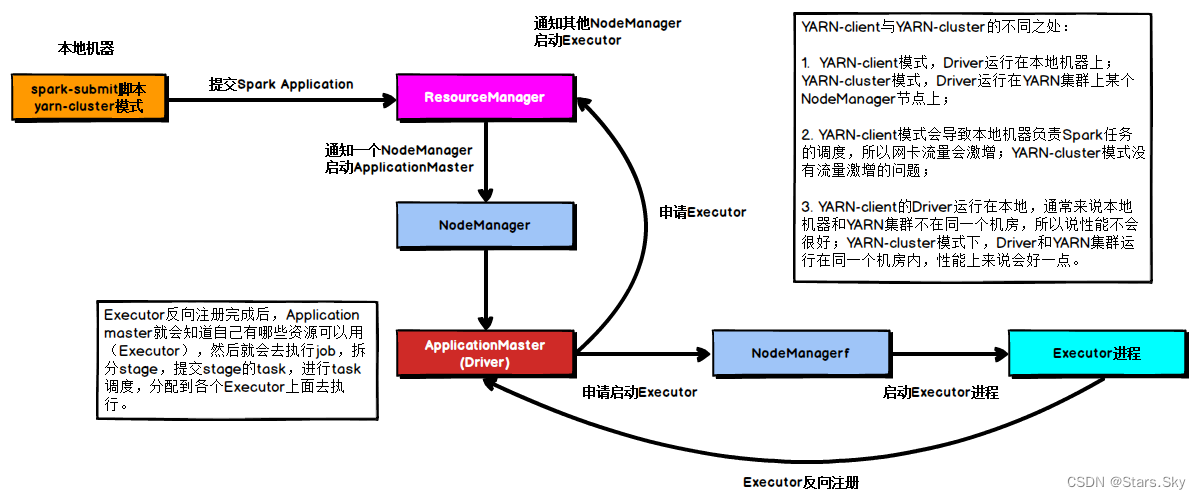 通知其他NodeManager
启动Executor
本地机器
spark-submit脚本
yarn-cluster模式
提交Spark Application
ResourceManager
通知一个NodeManager
启动ApplicationMaster
NodeManager
申请Executor
YARN-client与YARN-cluster的不同之处：
1. YARN-client模式，Driver运行在本地机器上；
YARN-cluster模式，Driver运行在YARN集群上某个
NodeManager节点上；
2. YARN-client模式会导致本地机器负责Spark任务
的调度，所以网卡流量会激增；YARN-cluster模式没
有流量激增的问题；
3. YARN-client的Driver运行在本地，通常来说本地
机器和YARN集群不在同一个机房，所以说性能不会
很好；YARN-cluster模式下，Driver和YARN集群运
行在同一个机房内，性能上来说会好一点。
Executor反向注册完成后，Application
master就会知道自己有哪些资源可以用
（Executor），然后就会去执行job，拆
分stage，提交stage的task，进行task
调度，分配到各个Executor上面去执
行。
ApplicationMaster
(Driver)
申请启动Executor
NodeManagerf
启动Executor进程
Executor进程
Executor反向注册
CSDN @Stars.Sky